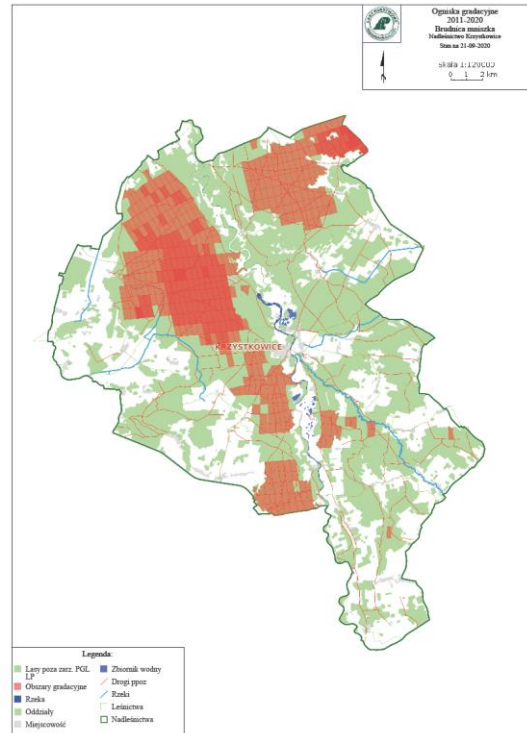 Ogniska gradacyjne
2011-2020
Brudnica mniszka
Nadleśnictwo Krzystkowice
Stan na 21-09-2020
skala 1:120000
0 1 2 km
KRZYSTKOWICE
Legenda:
Lasy poza zarz. PGL LP
Obszary gradacyjne
Rzeka
Oddziały
Miejscowość
Zbiornik wodny
Drogi ppoż
Rzeki
Leśnictwa
Nadleśnictwa